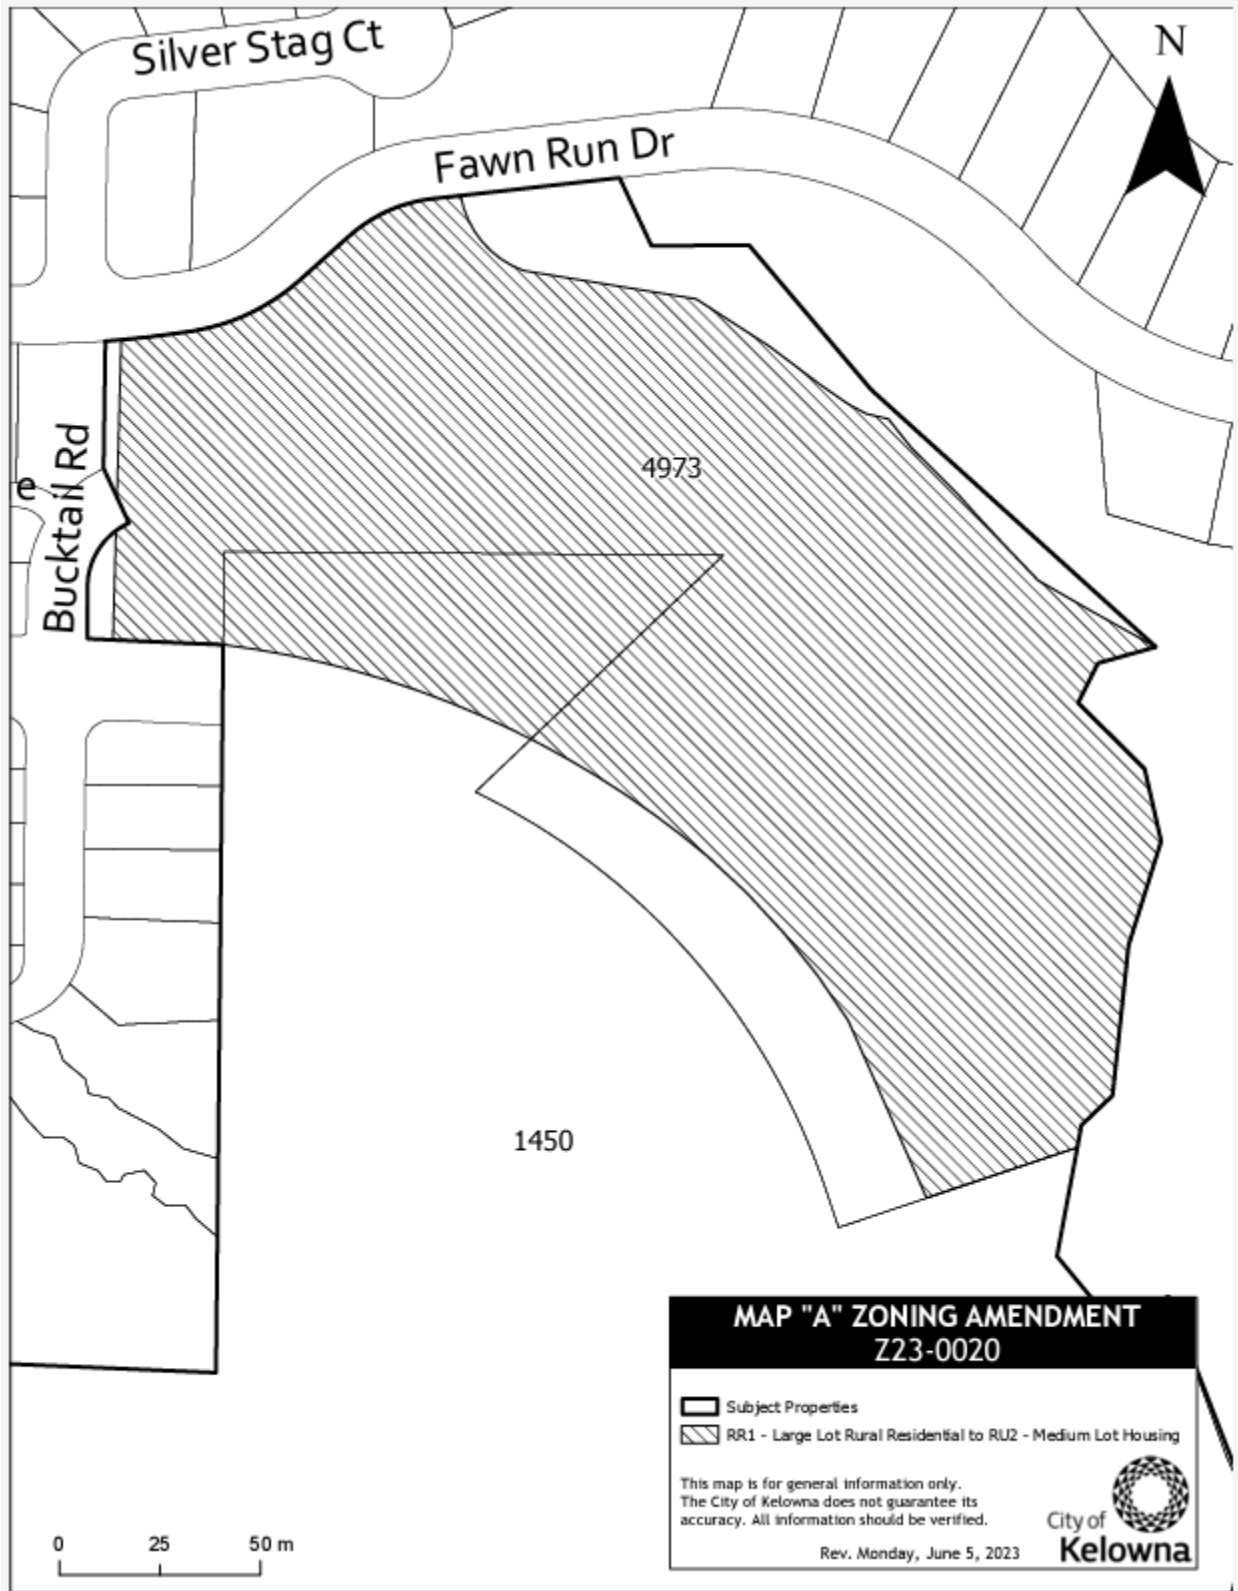 Silver Stag Ct
N
Fawn Run Dr
4973
e
Bucktail Rd
1450
MAP "A" ZONING AMENDMENT
Z23-0020
Subject Properties
RR1 - Large Lot Rural Residential to RU2 - Medium Lot Housing
This map is for general information only.
The City of Kelowna does not guarantee its
accuracy. All information should be verified.
Rev. Monday, June 5, 2023
City of
Kelowna
0 25 50 m